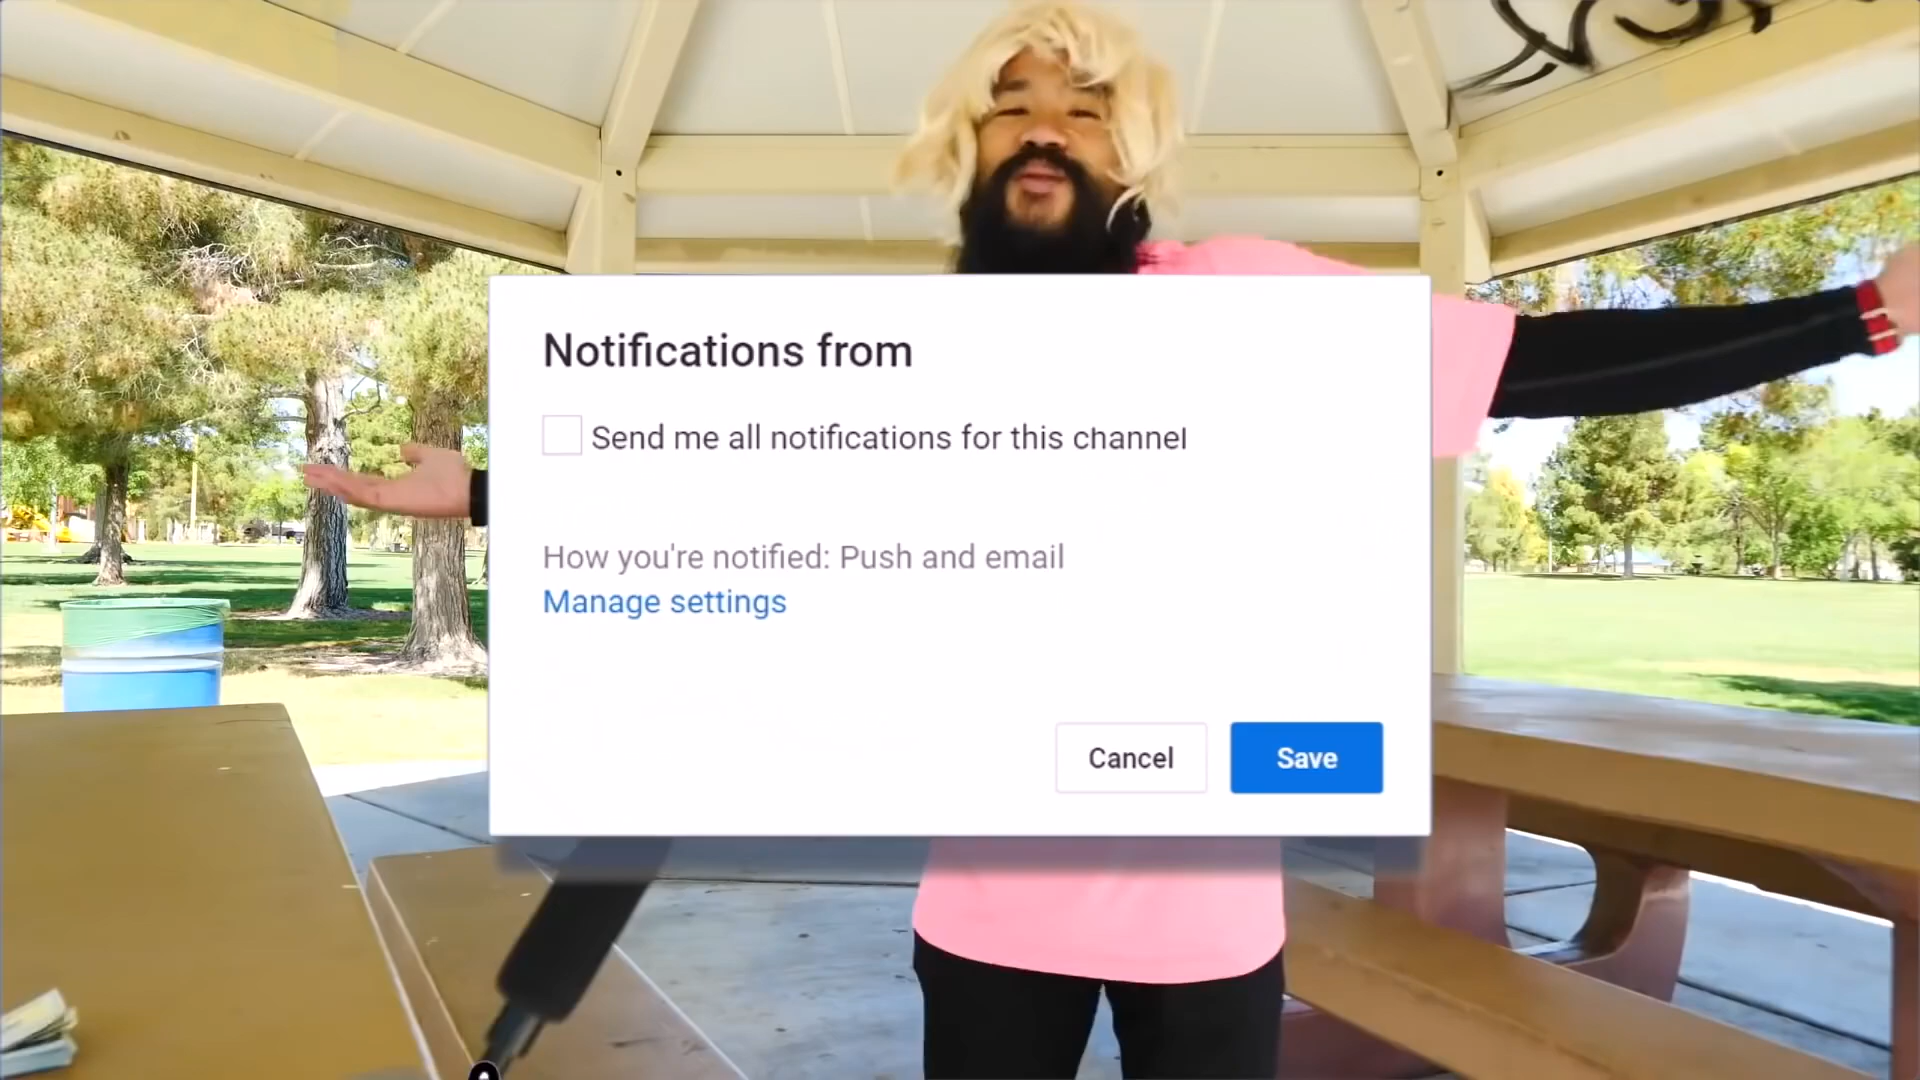 Notifications from
Send me all notifications for this channel
How you're notified: Push and email
Manage settings
Cancel
Save